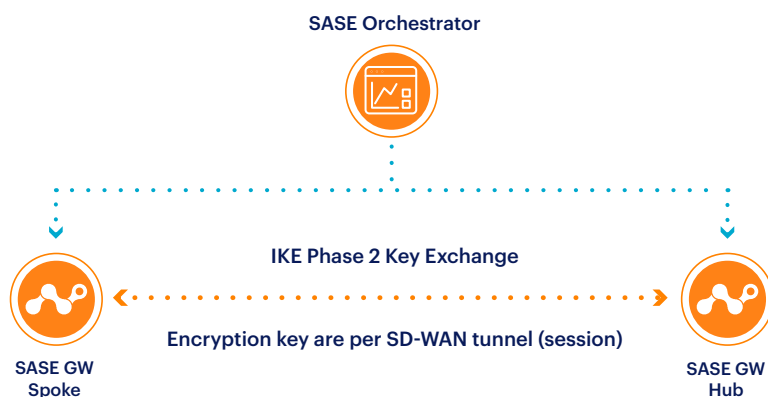 SASE Orchestrator
IKE Phase 2 Key Exchange
Encryption key are per SD-WAN tunnel (session)
SASE GW
Spoke
SASE GW
Hub